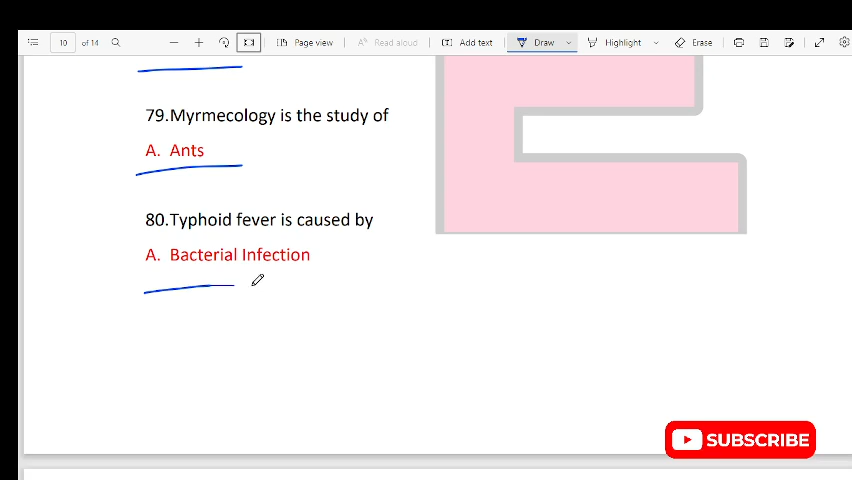 10 of 14
Page view
Read aloud
Add text
Draw
Highlight
Erase
79.Myrmecology is the study of
A. Ants
80.Typhoid fever is caused by
A. Bacterial Infection
SUBSCRIBE